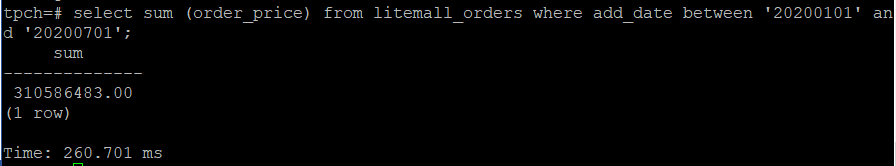 tpch=# select sum (order_price) from litemall_orders where add_date between '20200101' an
d '20200701';
     sum
--------------
 310586483.00
(1 row)

Time: 260.701 ms